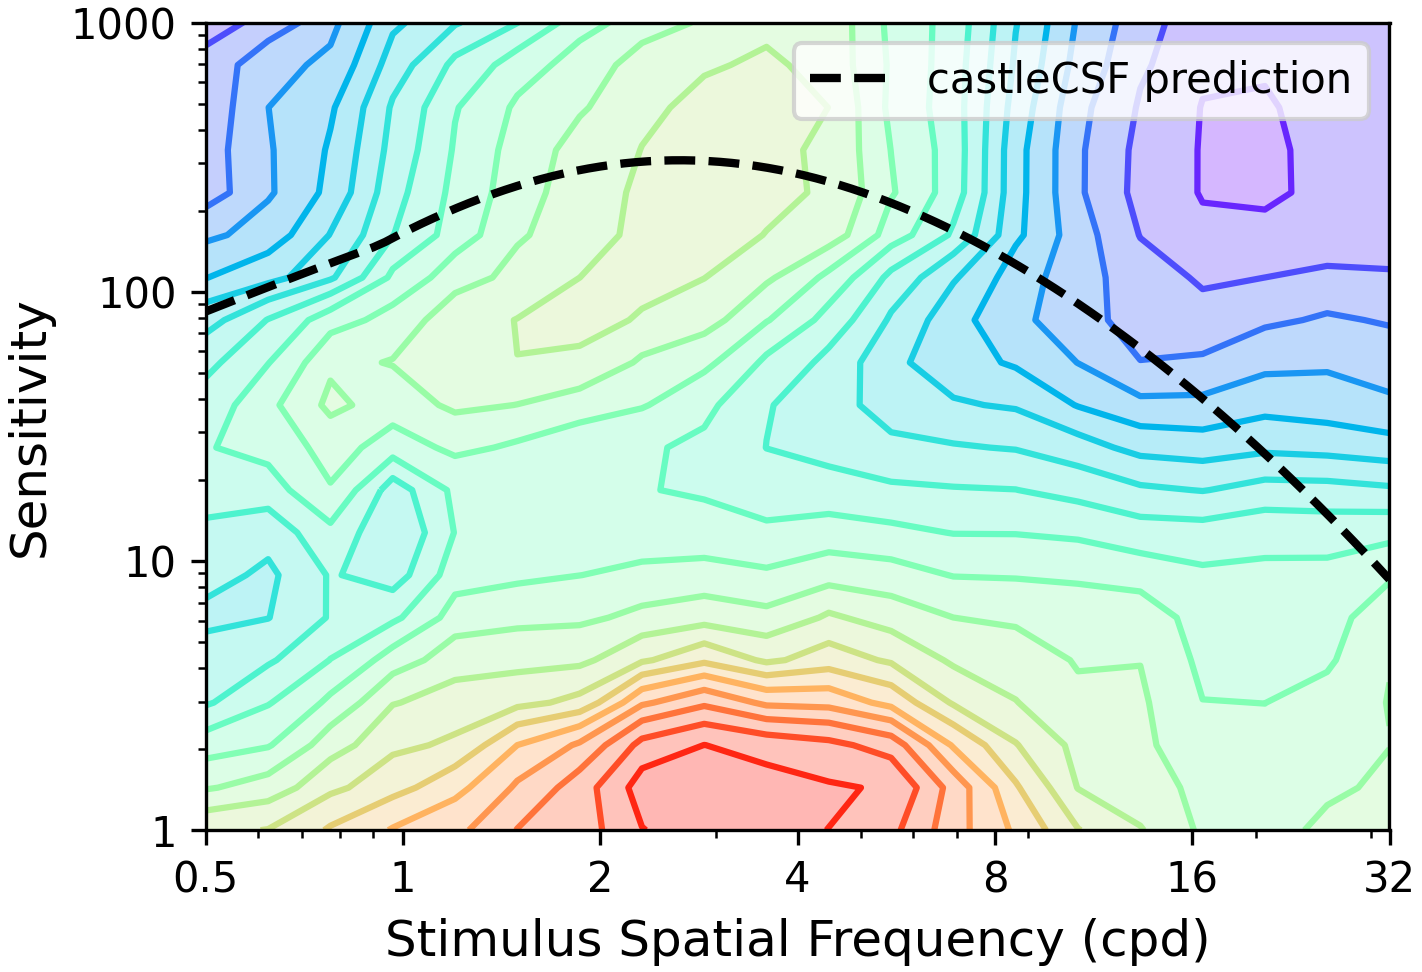 1000
100
10
1
Sensitivity
castleCSF prediction
0.5 1 2 4 8 16 32
Stimulus Spatial Frequency (cpd)